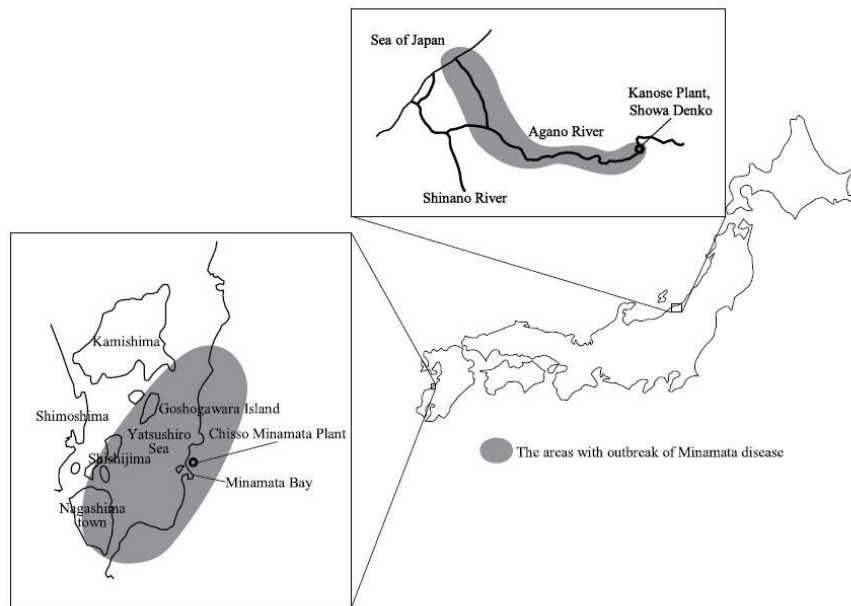 Sea of Japan
Kanose Plant,
Showa Denko
Agano River
Shinano River
Kamishima
Shimoshima
Goshogawara Island
Yatsushiro
Sea
Chisso Minamata Plant
Shishijima
Minamata Bay
Nagashima
town
The areas with outbreak of Minamata disease